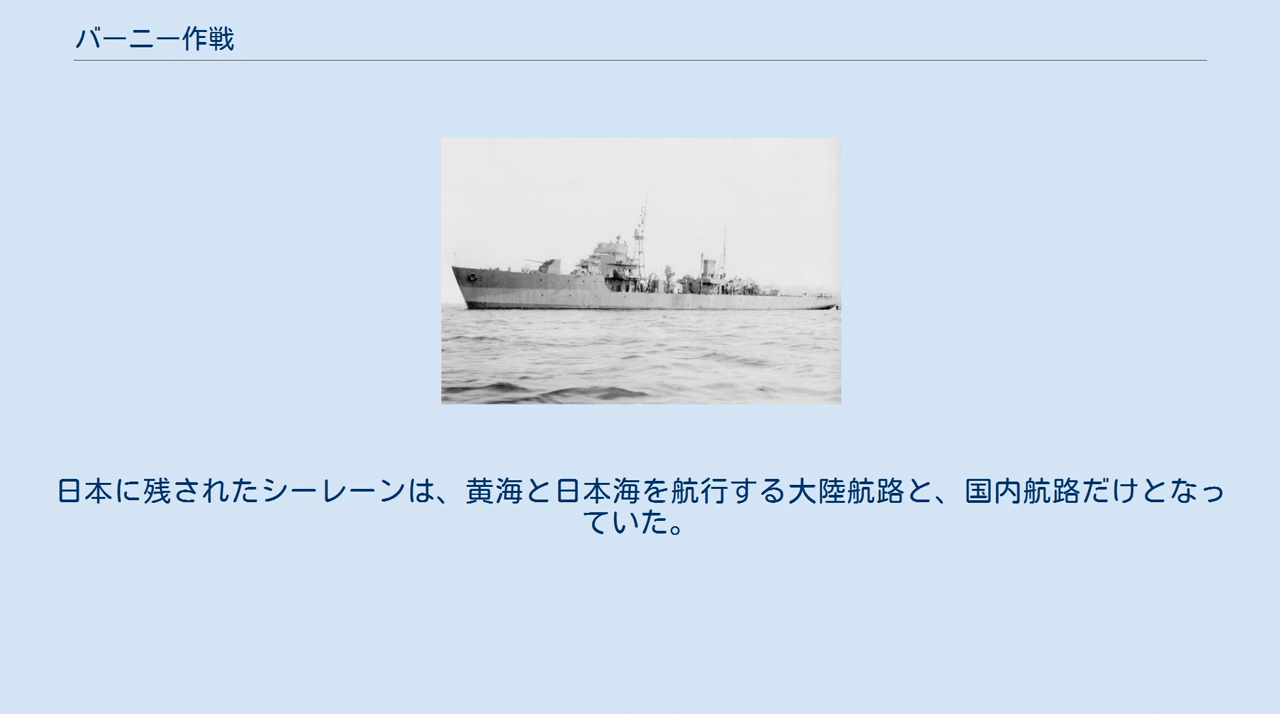 バーニー作戦
日本に残されたシーレーンは、黄海と日本海を航行する大陸航路と、国内航路だけとなっ
ていた。